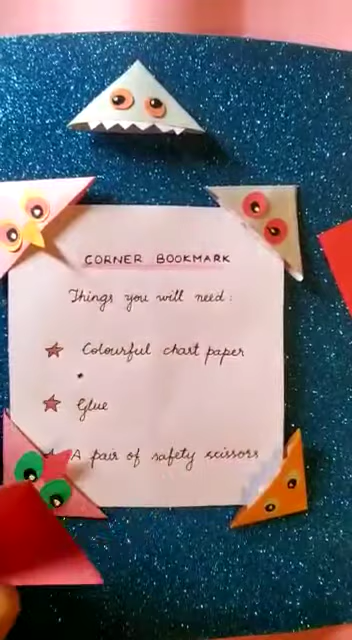 CORNER BOOKMARK
Things you will need:
Colourful chart paper
Glue
A pair of safety scissors